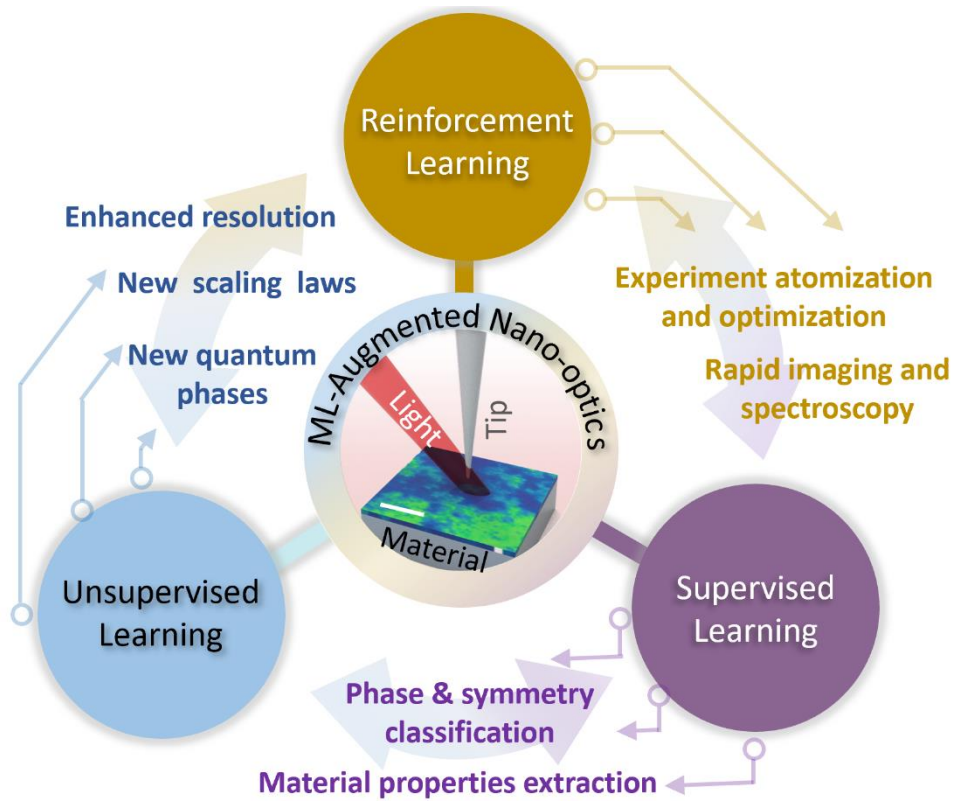 Reinforcement
Learning
Enhanced resolution
New scaling laws
New quantum
phases
Experiment atomization
and optimization
Rapid imaging and
spectroscopy
ML-Augmented Nano-optics
Light
Tip
Material
Unsupervised
Learning
Supervised
Learning
Phase & symmetry
classification
Material properties extraction